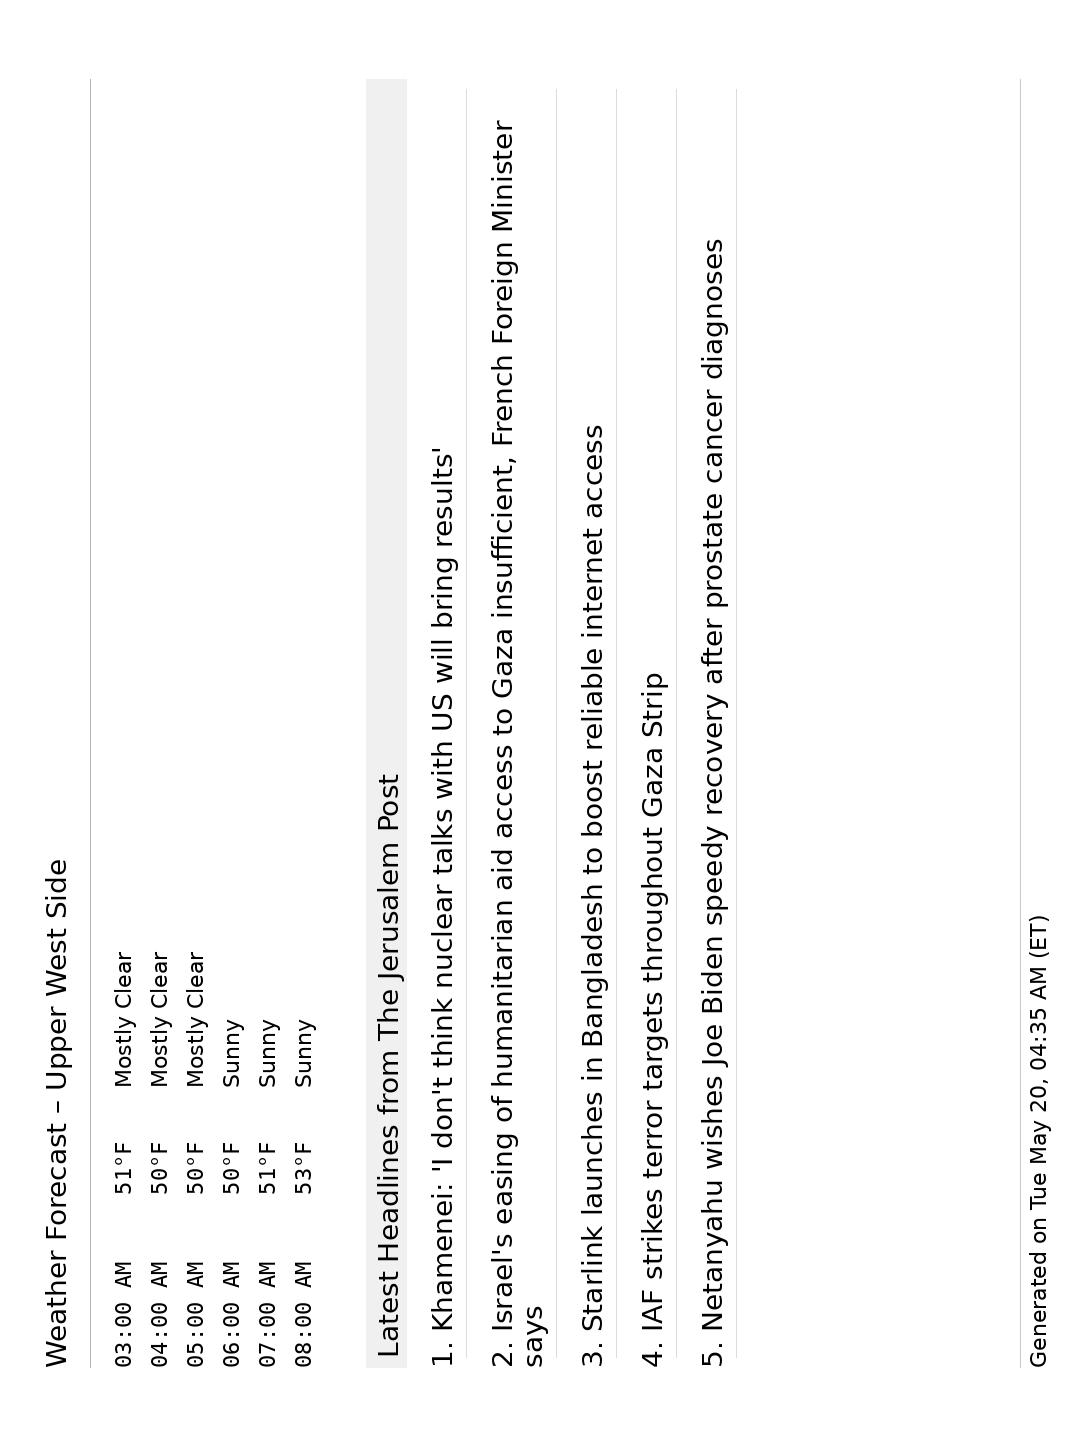 Weather Forecast – Upper West Side
03:00 AM 51°F Mostly Clear
04:00 AM 50°F Mostly Clear
05:00 AM 50°F Mostly Clear
06:00 AM 50°F Sunny
07:00 AM 51°F Sunny
08:00 AM 53°F Sunny
Latest Headlines from The Jerusalem Post
1. Khamenei: 'I don't think nuclear talks with US will bring results'
2. Israel's easing of humanitarian aid access to Gaza insufficient, French Foreign Minister
says
3. Starlink launches in Bangladesh to boost reliable internet access
4. IAF strikes terror targets throughout Gaza Strip
5. Netanyahu wishes Joe Biden speedy recovery after prostate cancer diagnoses
Generated on Tue May 20, 04:35 AM (ET)